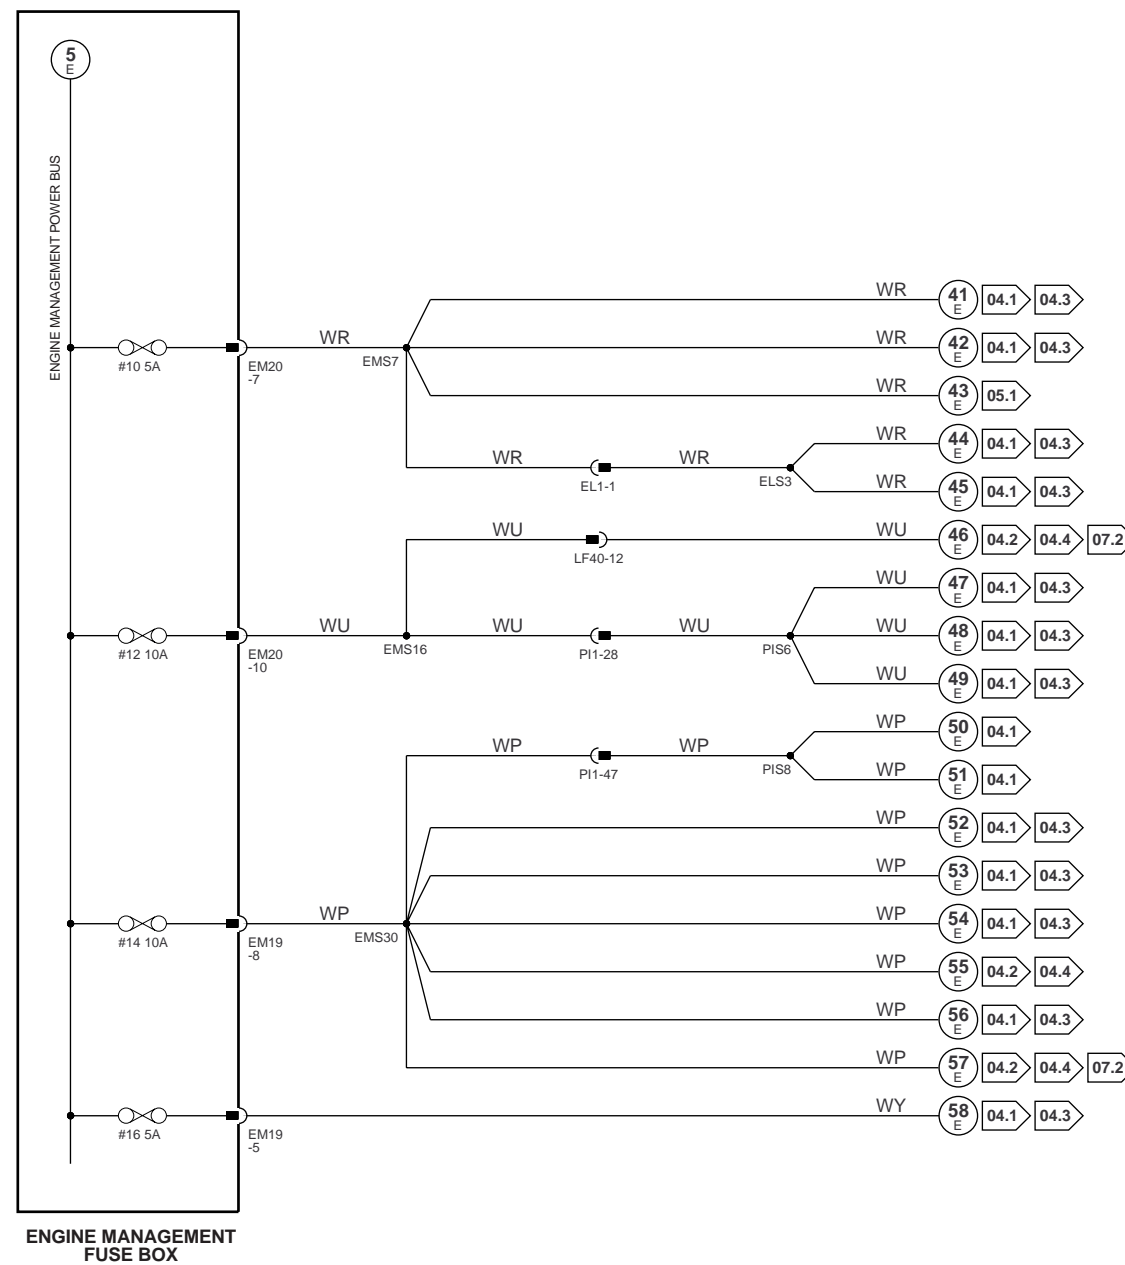 5
E
ENGINE MANAGEMENT POWER BUS
WR 41 E 04.1 04.3
#10 5A EM20 -7 WR EMS7 WR 42 E 04.1 04.3
WR 43 E 05.1
WR 44 E 04.1 04.3
WR EL1-1 WR ELS3
WR 45 E 04.1 04.3
WU LF40-12 WU 46 E 04.2 04.4 07.2
WU 47 E 04.1 04.3
#12 10A EM20 -10 WU EMS16 WU PI1-28 WU PIS6 WU 48 E 04.1 04.3
WU 49 E 04.1 04.3
WP 50 E 04.1
WP PI1-47 WP PIS8
WP 51 E 04.1
WP 52 E 04.1 04.3
WP 53 E 04.1 04.3
#14 10A EM19 -8 WP EMS30 WP 54 E 04.1 04.3
WP 55 E 04.2 04.4
WP 56 E 04.1 04.3
WP 57 E 04.2 04.4 07.2
#16 5A EM19 -5 WY 58 E 04.1 04.3
ENGINE MANAGEMENT
FUSE BOX